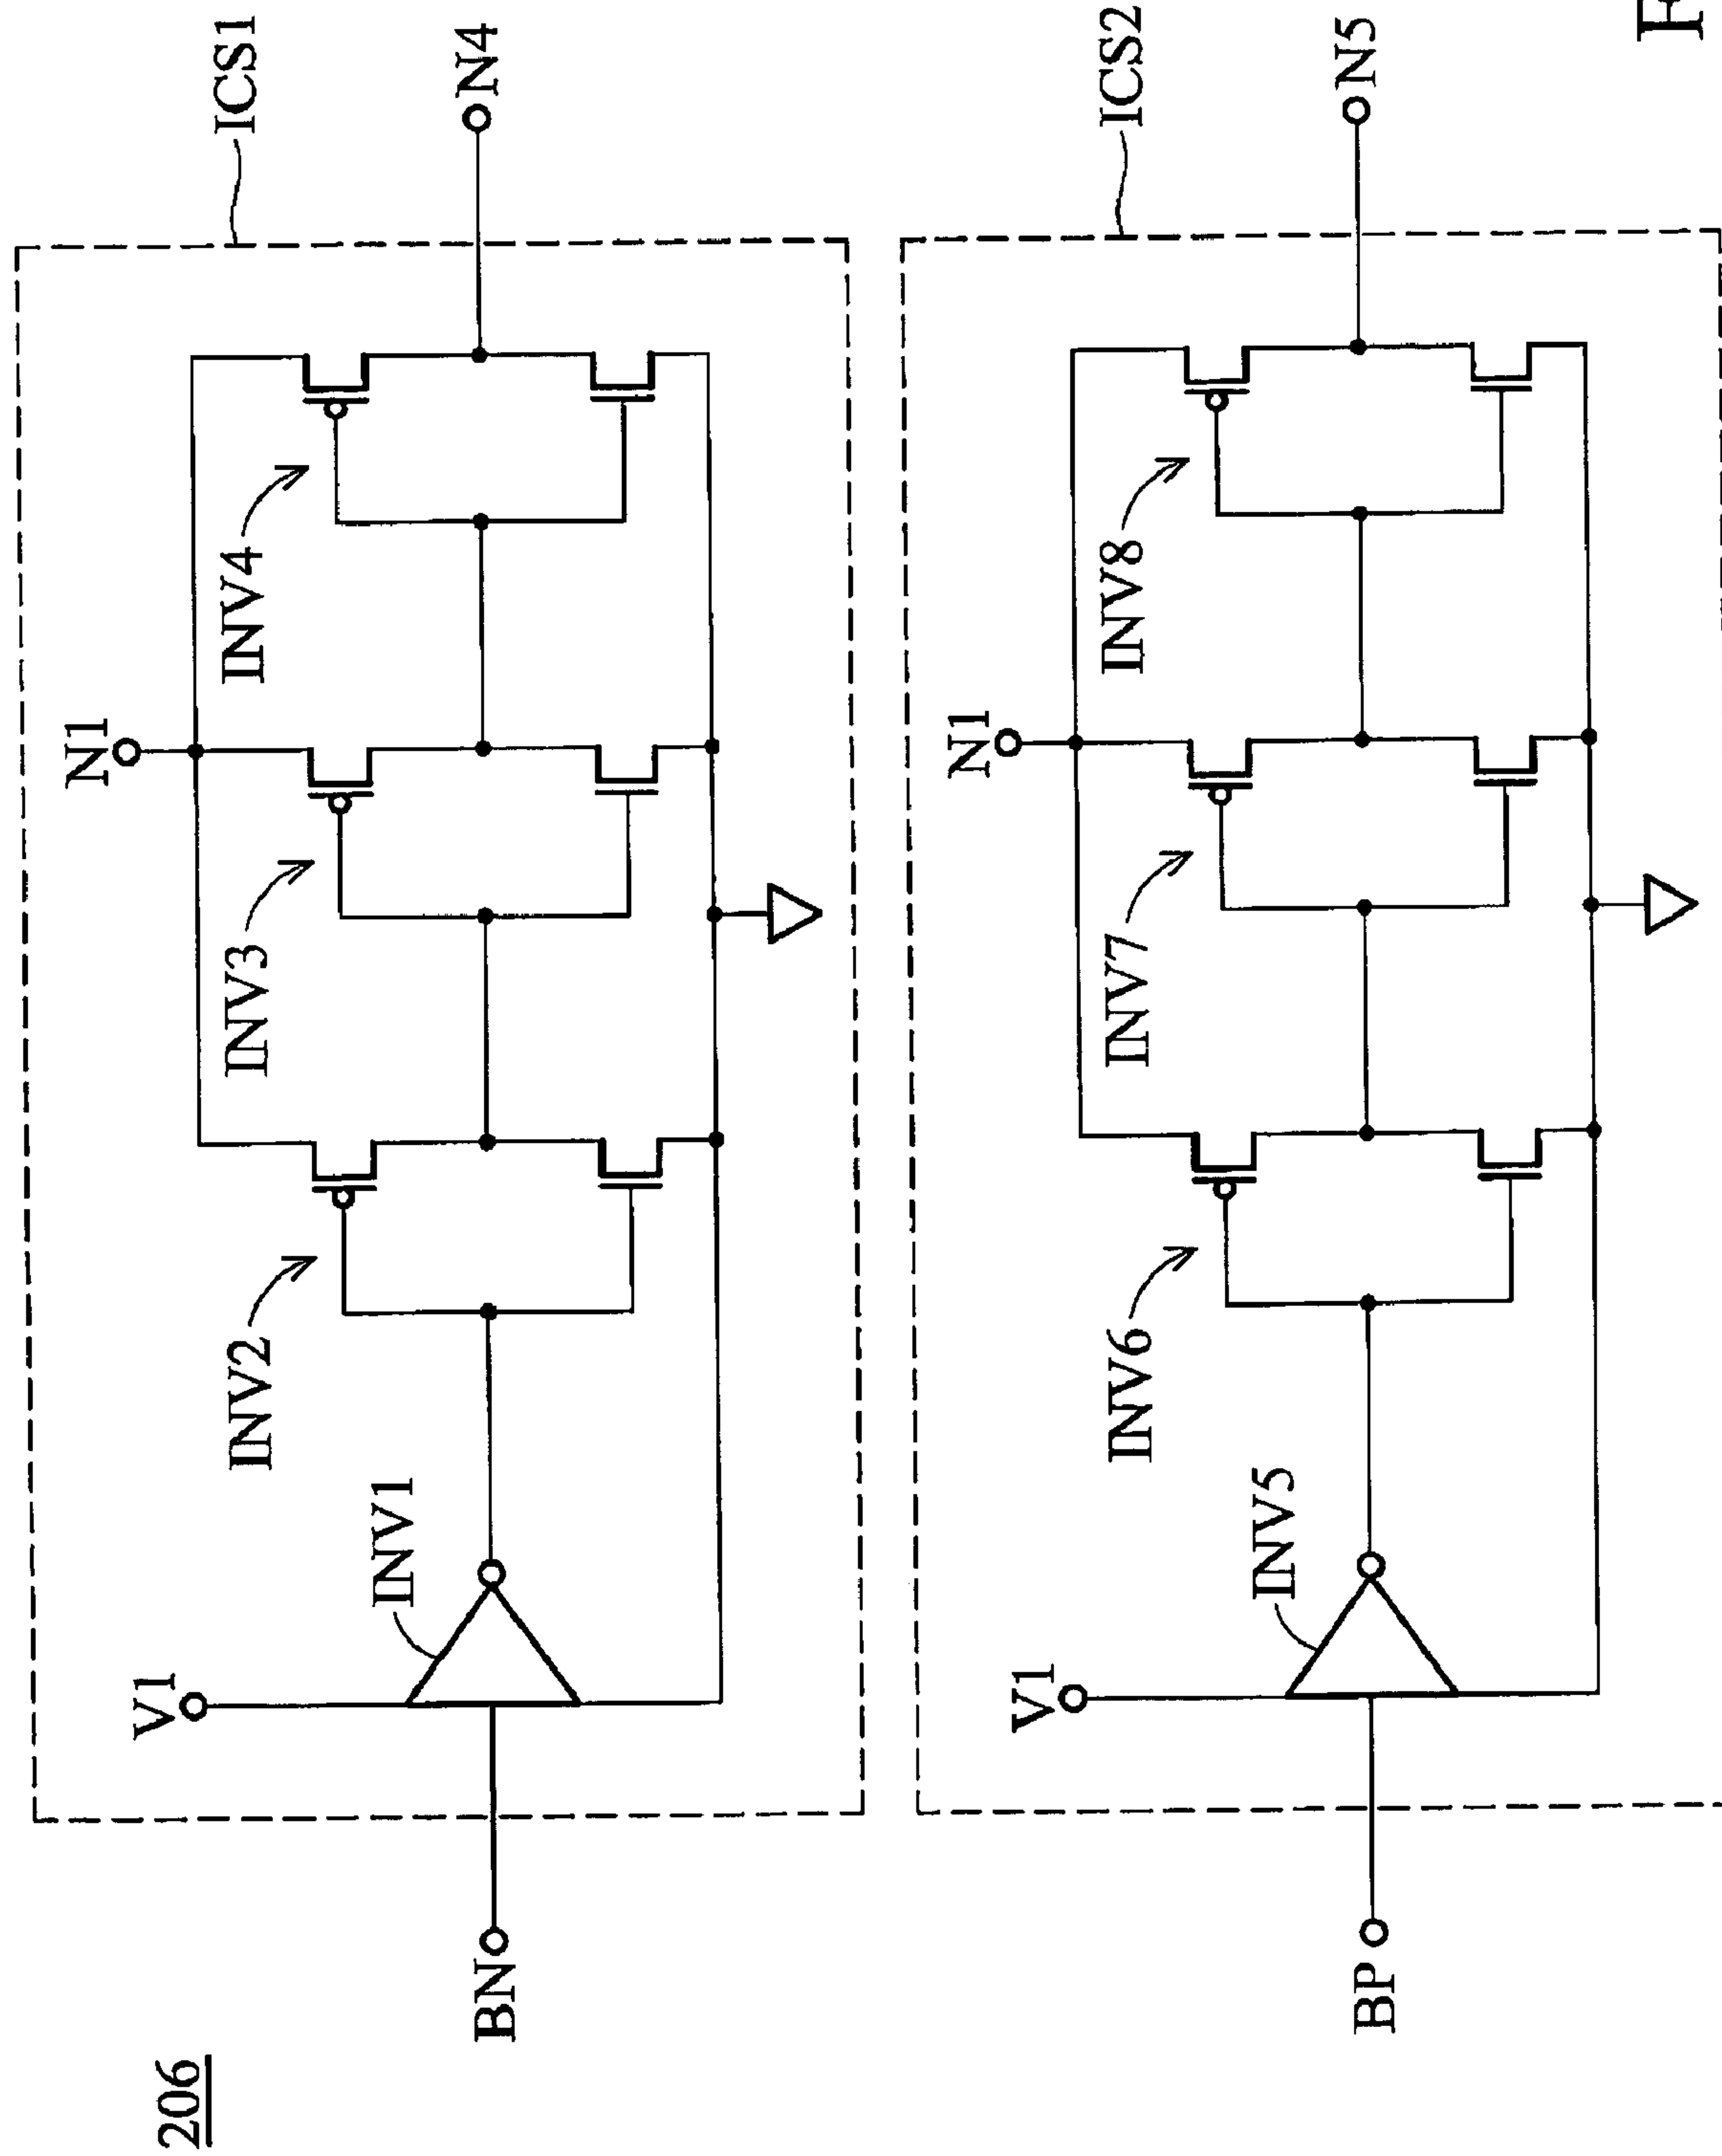 206
ICS1
N1
V1
INV1
INV2
INV3
INV4
BN
N4
ICS2
N1
V1
INV5
INV6
INV7
INV8
BP
N5
F